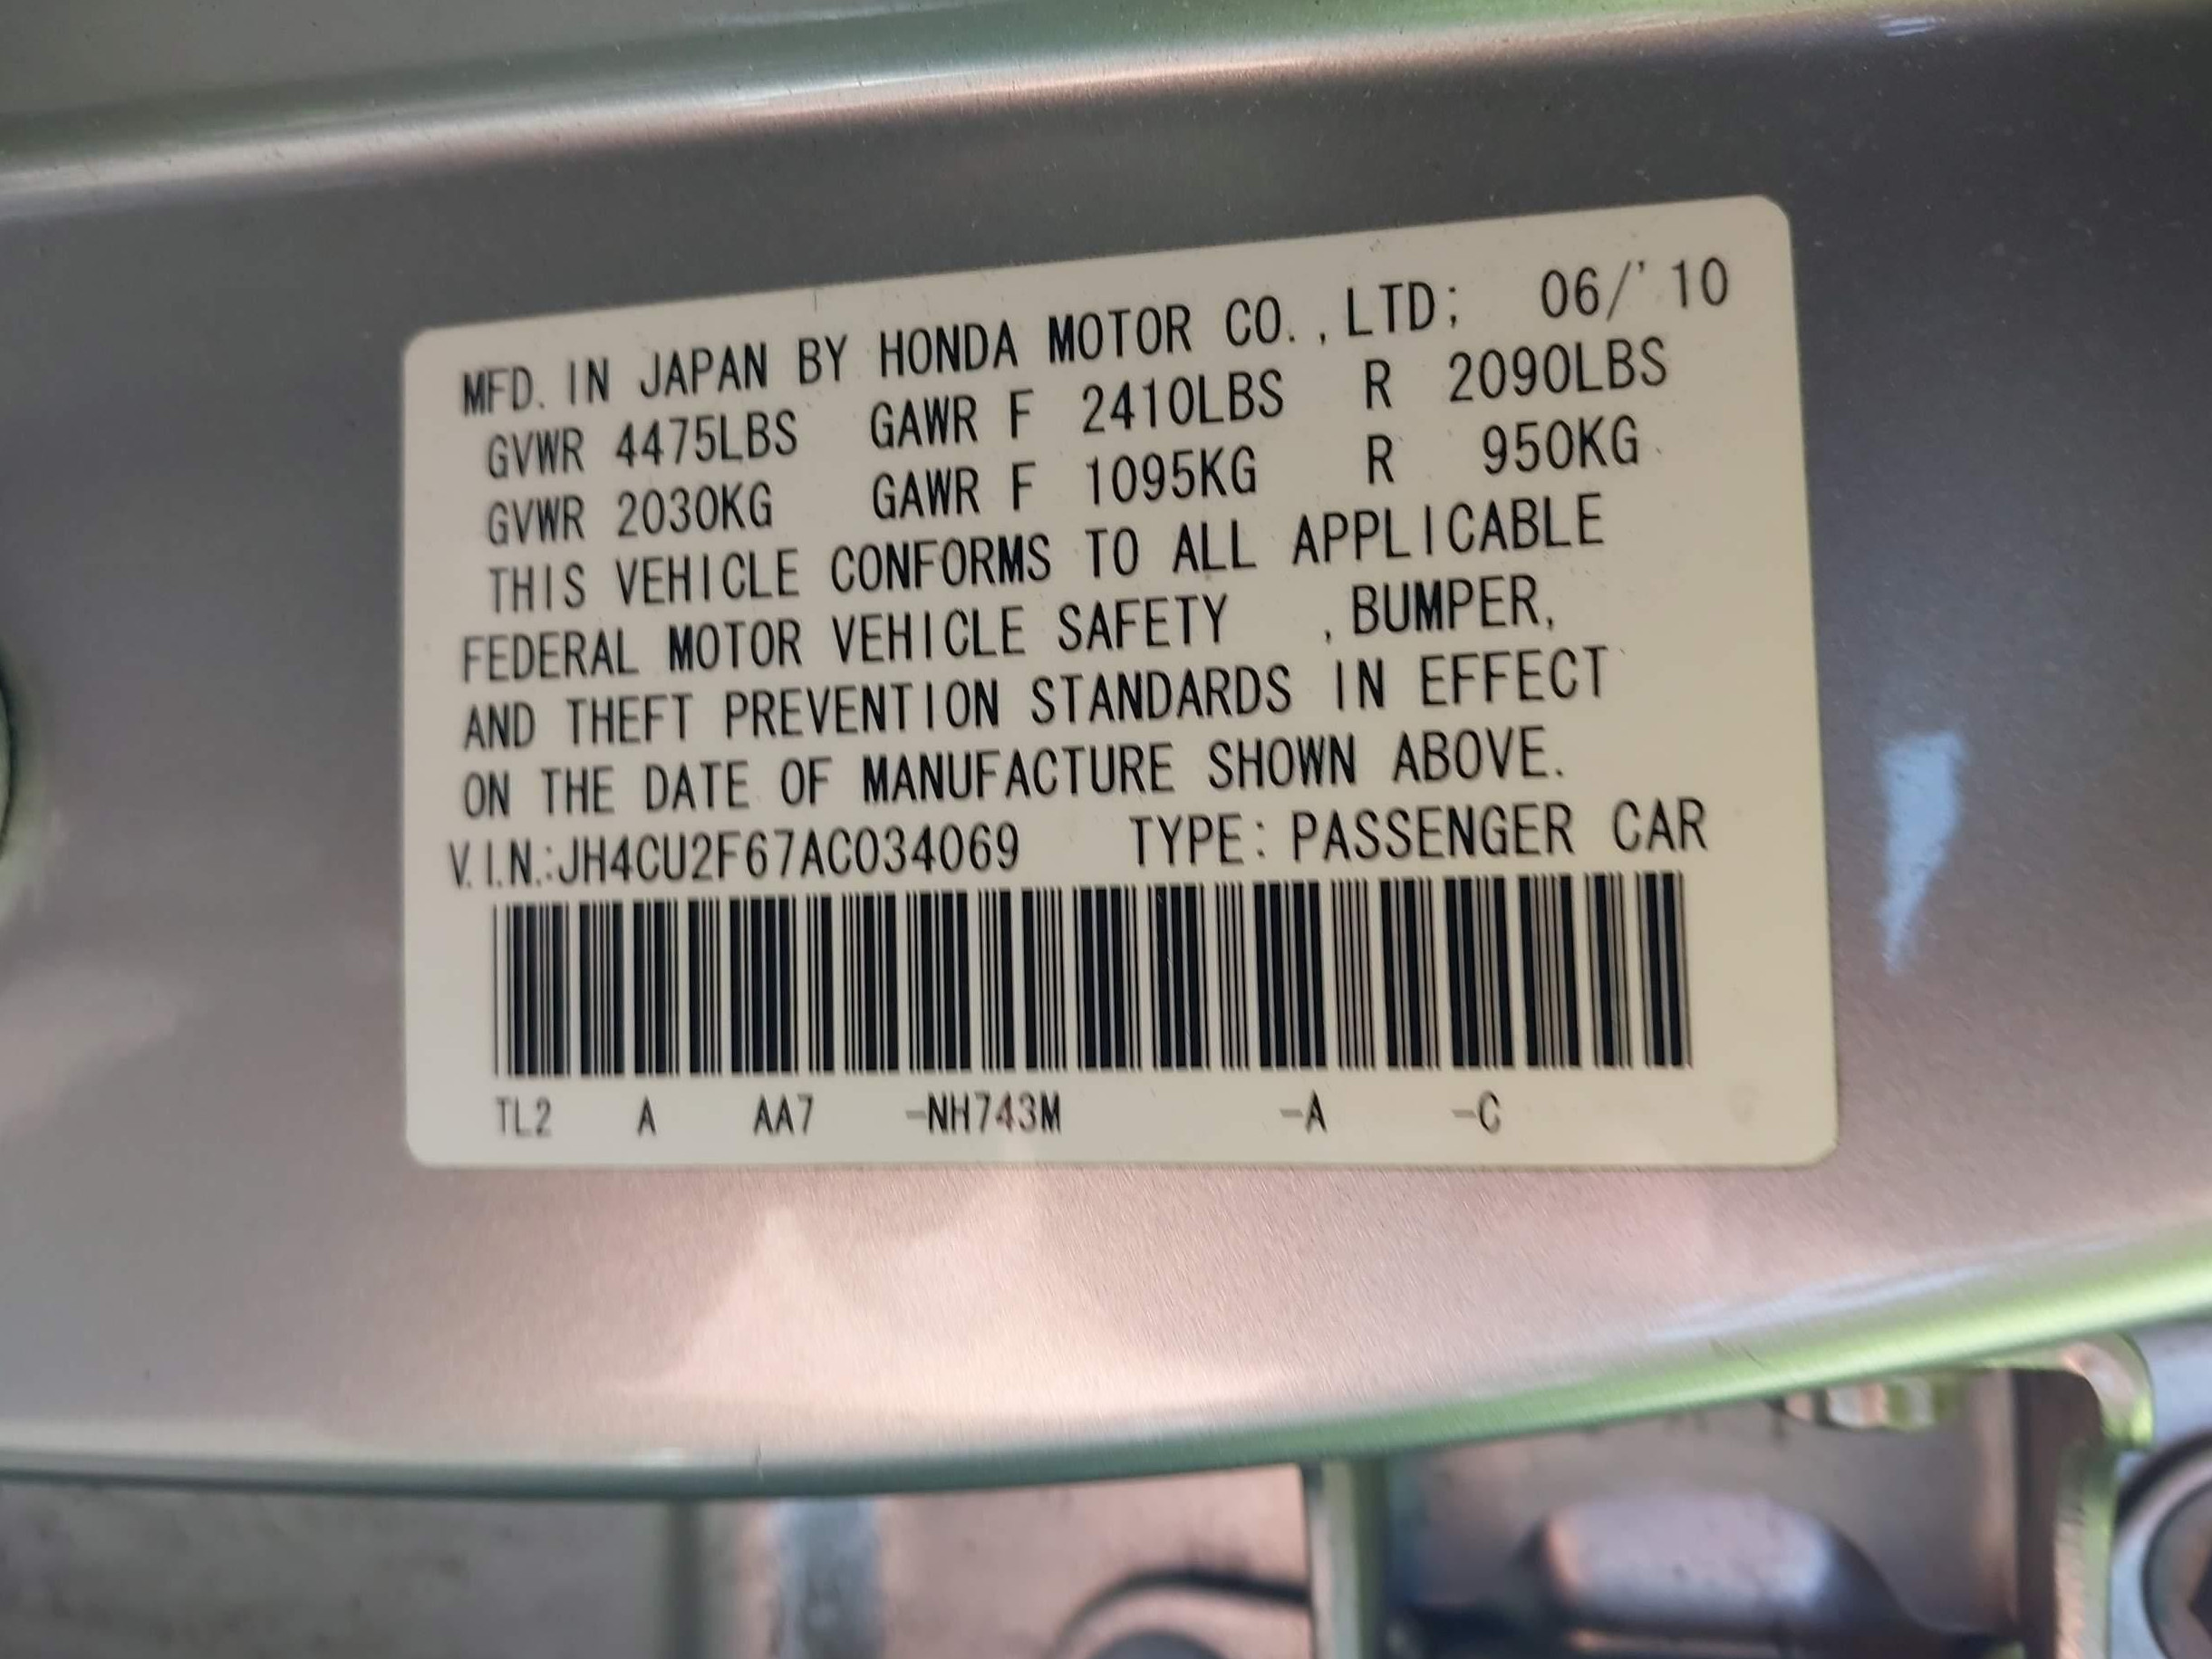 MFD. IN JAPAN BY HONDA MOTOR CO.,LTD; 06/'10
GVWR 4475LBS GAWR F 2410LBS R 2090LBS
GVWR 2030KG GAWR F 1095KG R 950KG
THIS VEHICLE CONFORMS TO ALL APPLICABLE
FEDERAL MOTOR VEHICLE SAFETY ,BUMPER,
AND THEFT PREVENTION STANDARDS IN EFFECT
ON THE DATE OF MANUFACTURE SHOWN ABOVE.
V.I.N.:JH4CU2F67AC034069 TYPE:PASSENGER CAR
TL2 A AA7 -NH743M -A -C